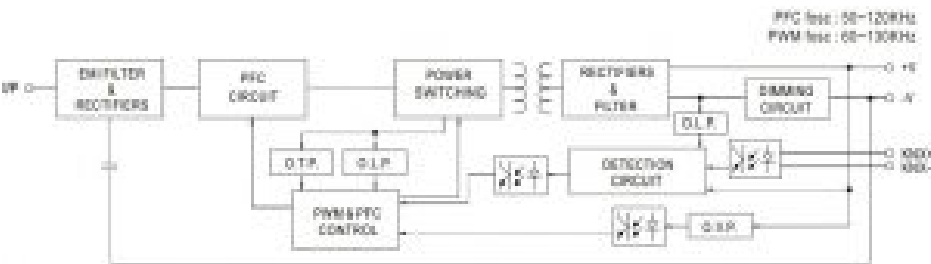 PFC fosc : 50~120KHz
PWM fosc : 60~130KHz
I/P
EMI FILTER
&
RECTIFIERS
PFC
CIRCUIT
POWER
SWITCHING
RECTIFIERS
&
FILTER
DIMMING
CIRCUIT
+V
-V
O.L.P.
O.T.P.
O.L.P.
DETECTION
CIRCUIT
PWM & PFC
CONTROL
O.V.P.